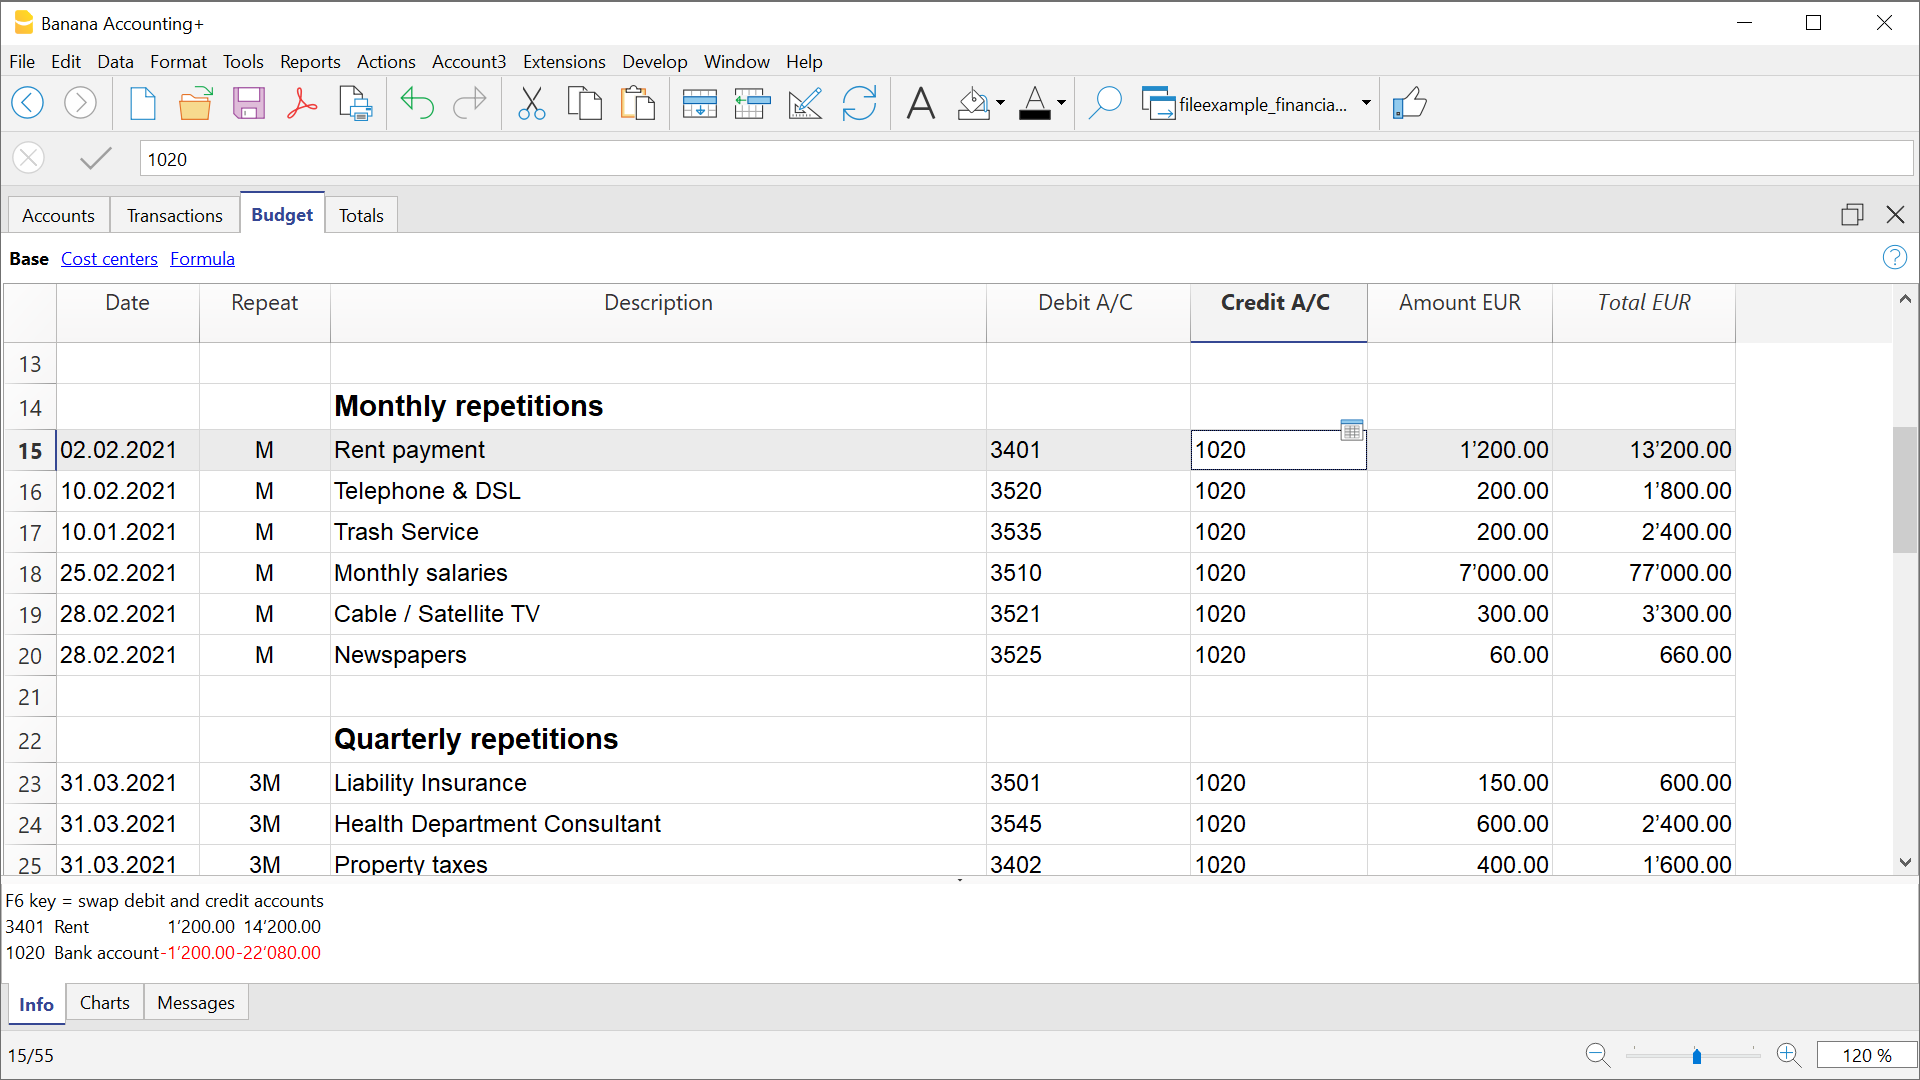 Banana Accounting+
File Edit Data Format Tools Reports Actions Account3 Extensions Develop Window Help
fileexample_financia...
1020
Accounts Transactions Budget Totals
Base Cost centers Formula
Date Repeat Description Debit A/C Credit A/C Amount EUR Total EUR
13
14 Monthly repetitions
15 02.02.2021 M Rent payment 3401 1020 1’200.00 13’200.00
16 10.02.2021 M Telephone & DSL 3520 1020 200.00 1’800.00
17 10.01.2021 M Trash Service 3535 1020 200.00 2’400.00
18 25.02.2021 M Monthly salaries 3510 1020 7’000.00 77’000.00
19 28.02.2021 M Cable / Satellite TV 3521 1020 300.00 3’300.00
20 28.02.2021 M Newspapers 3525 1020 60.00 660.00
21
22 Quarterly repetitions
23 31.03.2021 3M Liability Insurance 3501 1020 150.00 600.00
24 31.03.2021 3M Health Department Consultant 3545 1020 600.00 2’400.00
25 31.03.2021 3M Property taxes 3402 1020 400.00 1’600.00
F6 key = swap debit and credit accounts
3401 Rent 1’200.00 14’200.00
1020 Bank account -1’200.00 -22’080.00
Info Charts Messages
15/55 120 %